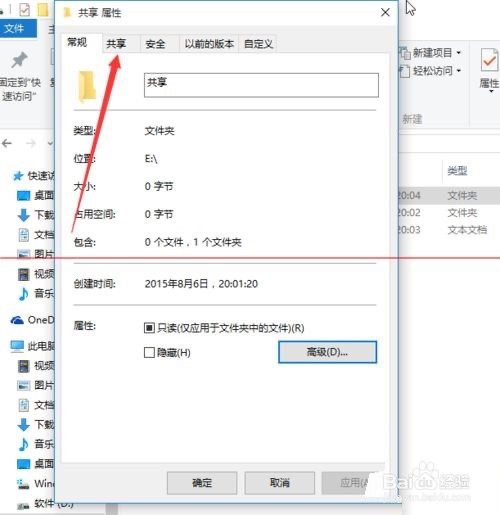 共享 属性
文件
常规 共享 安全 以前的版本 自定义
固定到"快
速访问"
新建项目
轻松访问
属性
新建
共享
类型: 文件夹
位置: E:\
大小: 0 字节
占用空间: 0 字节
包含: 0 个文件，1 个文件夹
创建时间: 2015年8月6日，20:01:20
属性: 只读(仅应用于文件夹中的文件)(R)
隐藏(H)
高级(D)...
确定 取消 应用(A
快速访
桌面
下载
文档
图片
视频
音乐
OneD
此电脑
视频
图片
文档
下载
音乐
桌面
Wind
软件 (D:)
类型
20:04 文件夹
20:02 文件夹
20:03 文本文档
Baidu 经验
jingyan.baidu.com